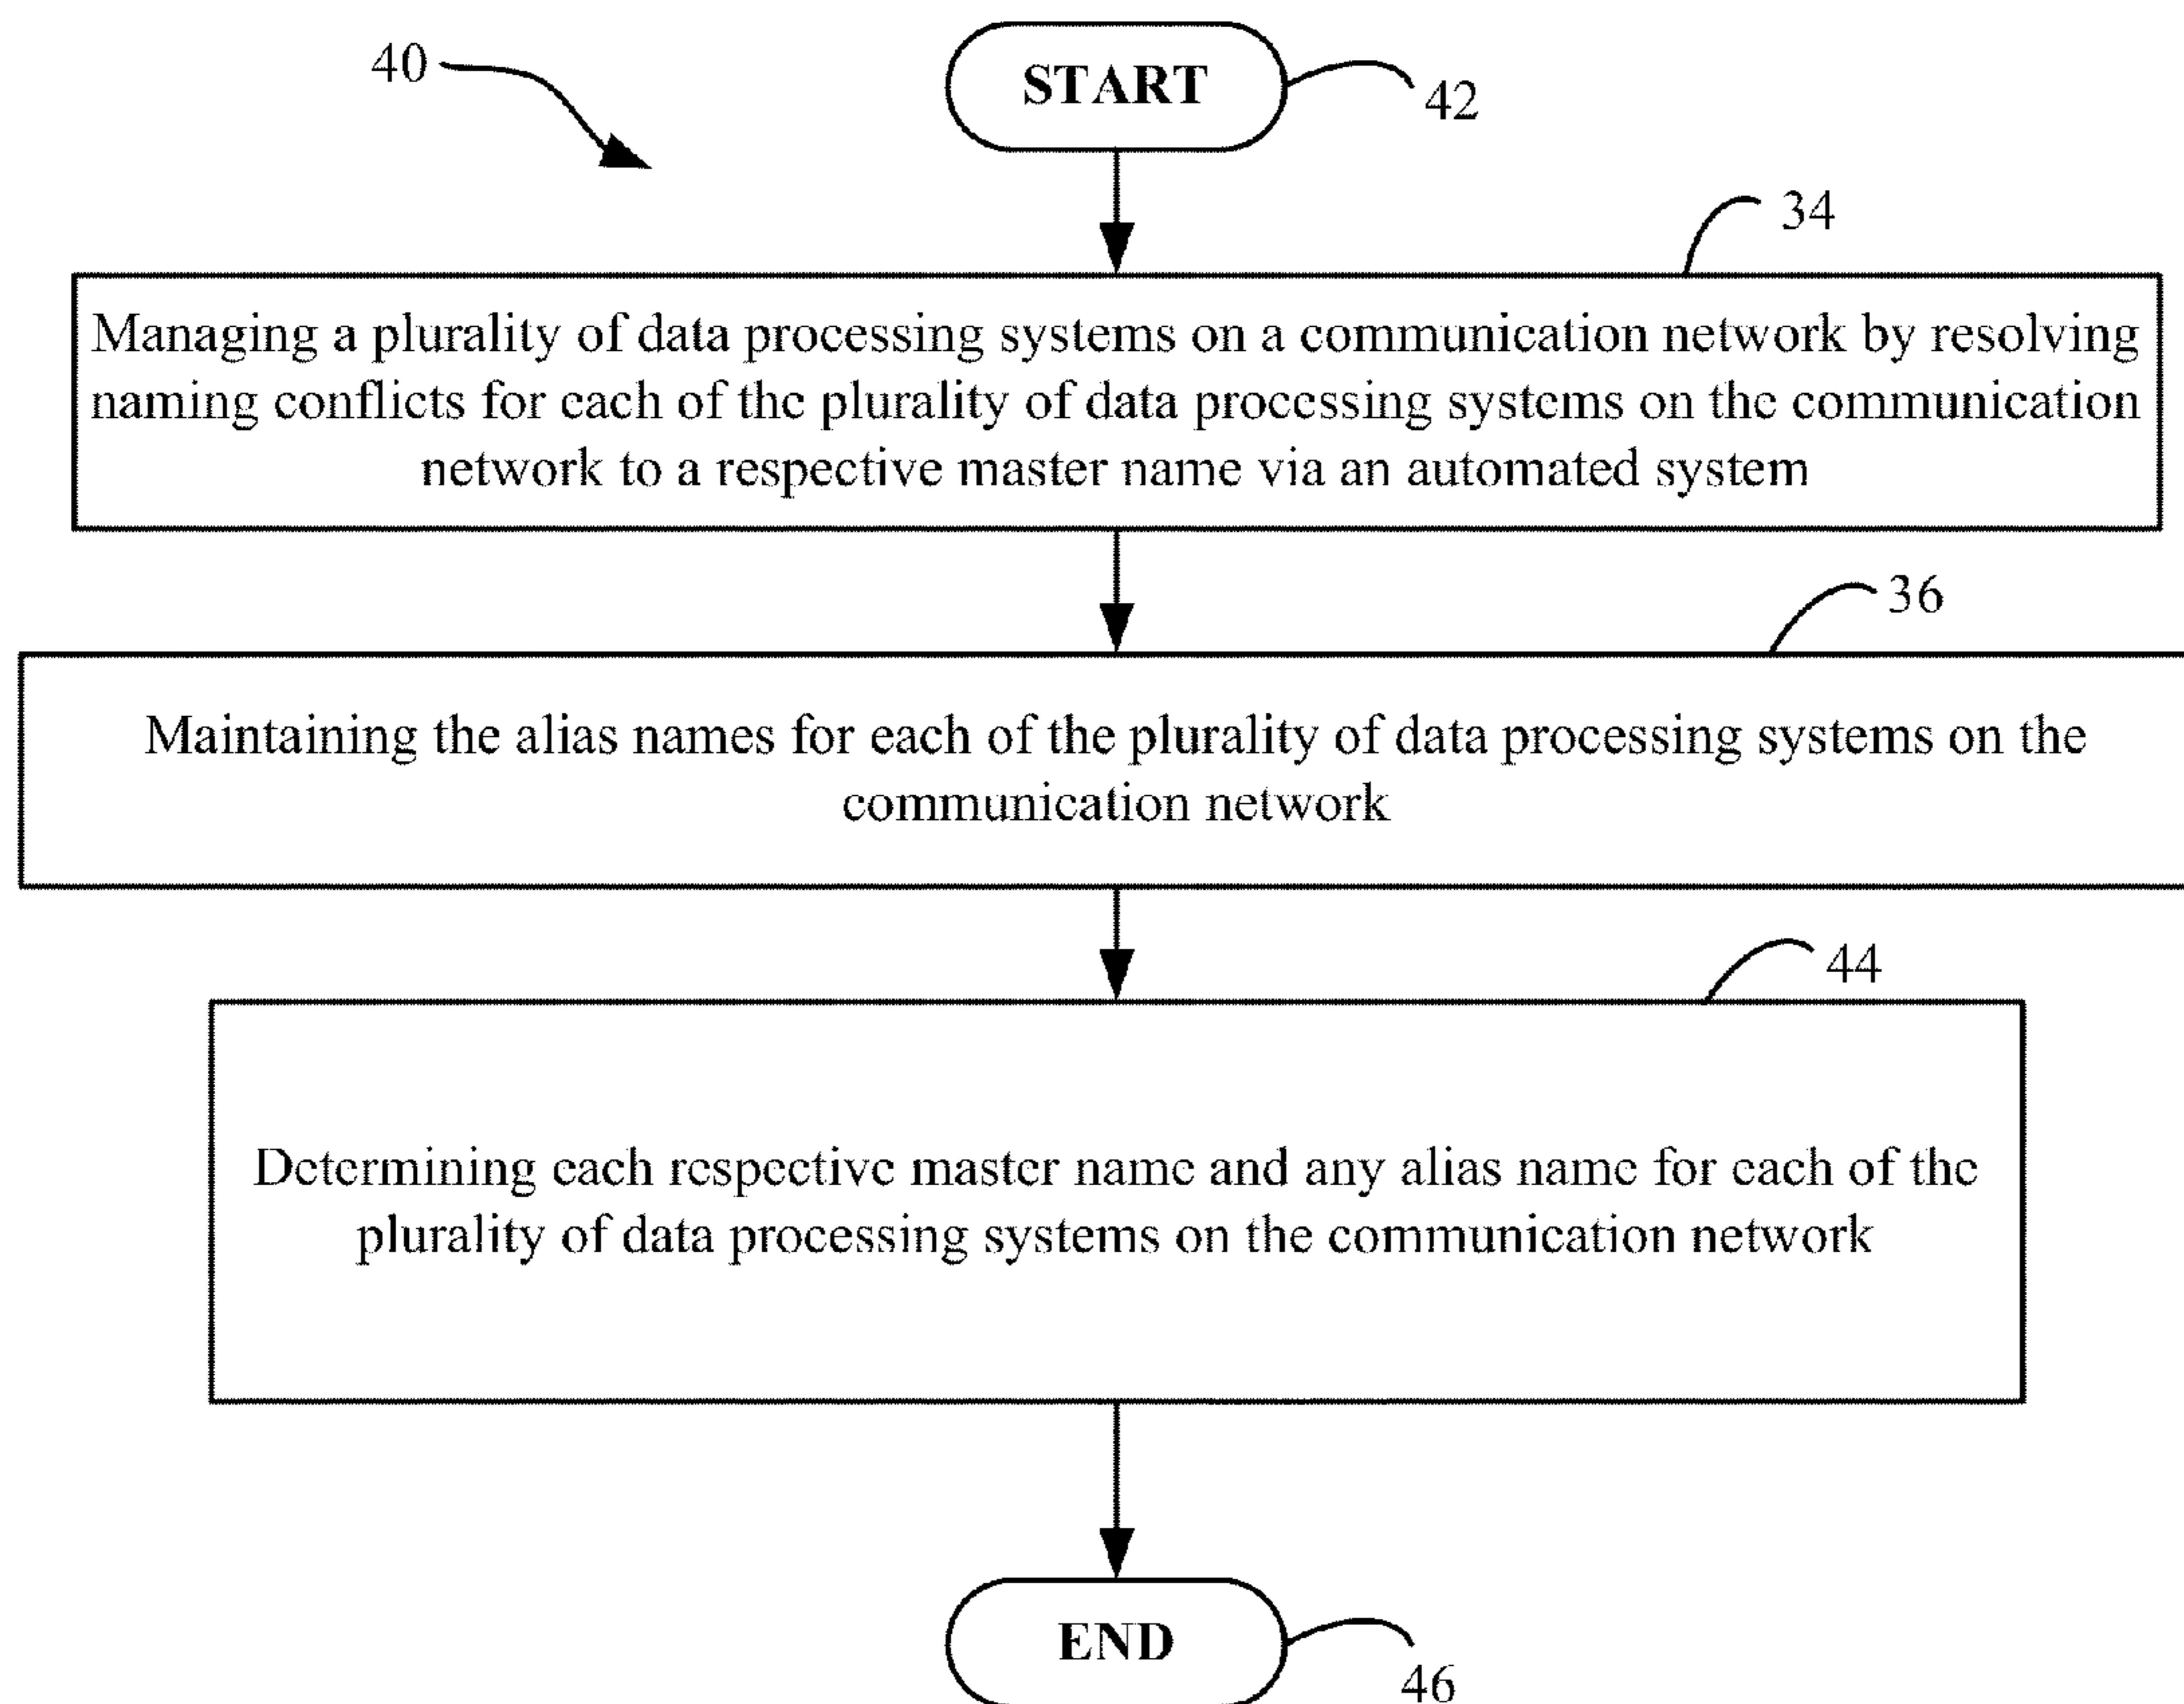 40
START
42
34
Managing a plurality of data processing systems on a communication network by resolving
naming conflicts for each of the plurality of data processing systems on the communication
network to a respective master name via an automated system
36
Maintaining the alias names for each of the plurality of data processing systems on the
communication network
44
Determining each respective master name and any alias name for each of the
plurality of data processing systems on the communication network
END
46